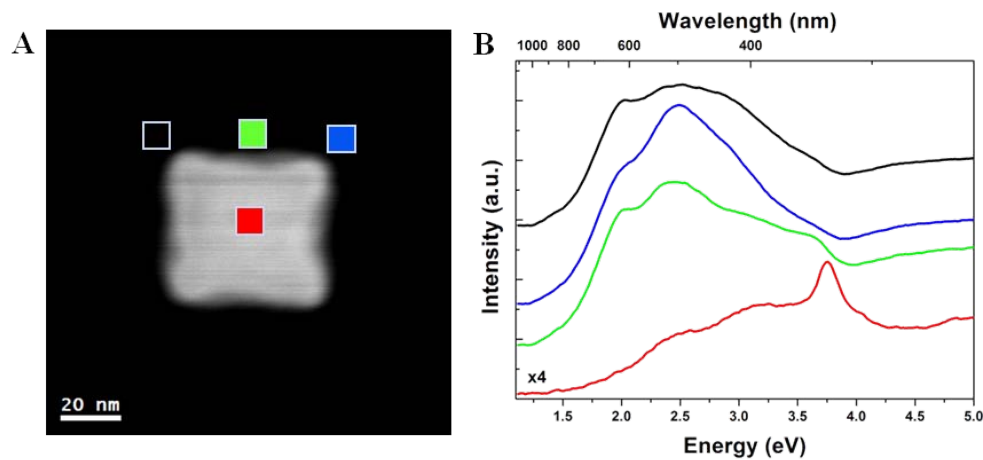 A
20 nm
B
Wavelength (nm)
1000 800 600 400
Intensity (a.u.)
x4
1.5 2.0 2.5 3.0 3.5 4.0 4.5 5.0
Energy (eV)